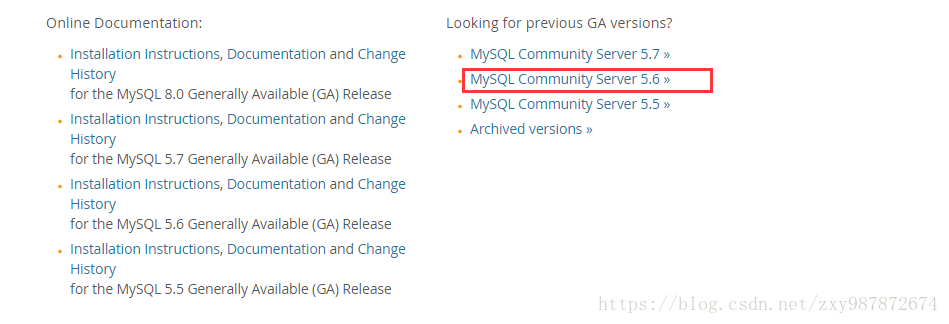 Online Documentation:
Installation Instructions, Documentation and Change
History
for the MySQL 8.0 Generally Available (GA) Release
Installation Instructions, Documentation and Change
History
for the MySQL 5.7 Generally Available (GA) Release
Installation Instructions, Documentation and Change
History
for the MySQL 5.6 Generally Available (GA) Release
Installation Instructions, Documentation and Change
History
for the MySQL 5.5 Generally Available (GA) Release
Looking for previous GA versions?
MySQL Community Server 5.7 »
MySQL Community Server 5.6 »
MySQL Community Server 5.5 »
Archived versions »
https://blog.csdn.net/zxy987872674